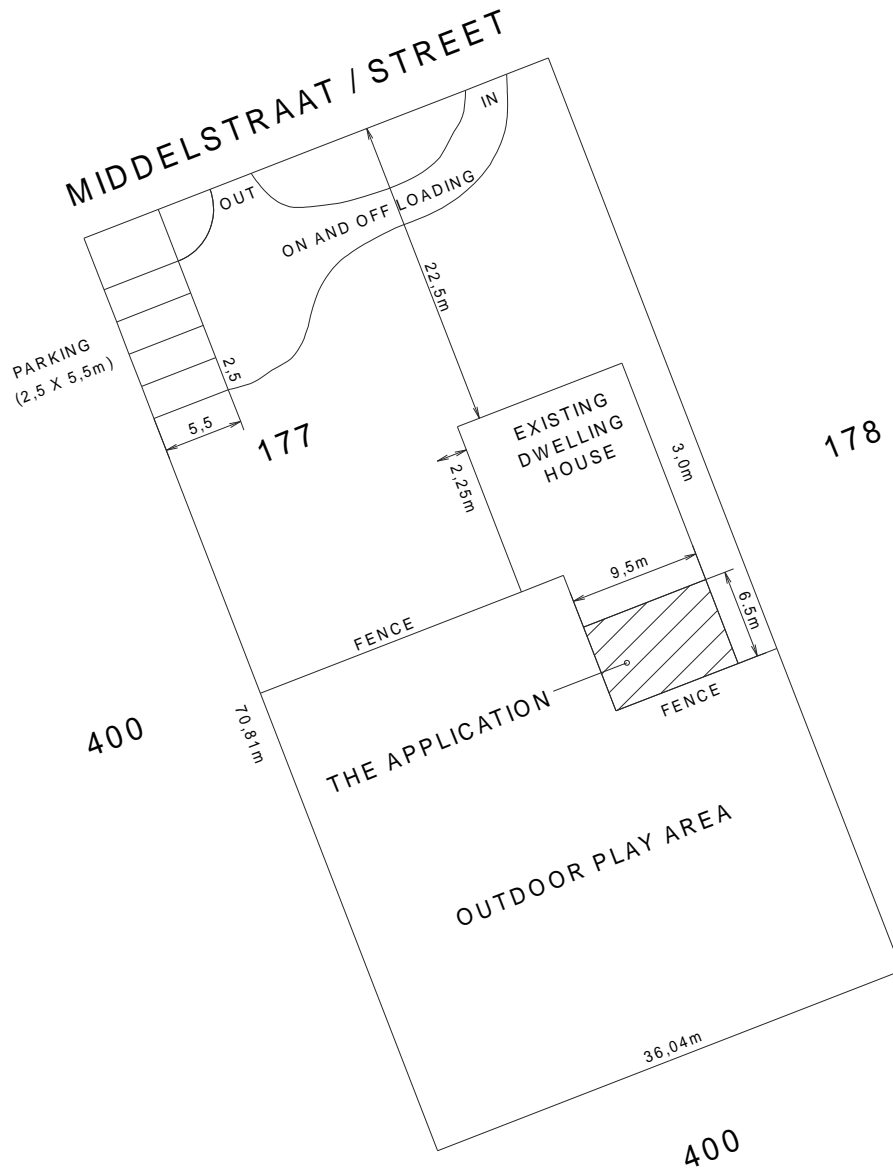 MIDDELSTRAAT / STREET
IN
OUT
ON AND OFF LOADING
22,5m
PARKING
(2,5 X 5,5m)
2,5
5,5
177
178
EXISTING
DWELLING
HOUSE
3,0m
2,25m
9,5m
6.5m
FENCE
FENCE
THE APPLICATION
400
70,81m
OUTDOOR PLAY AREA
36,04m
400